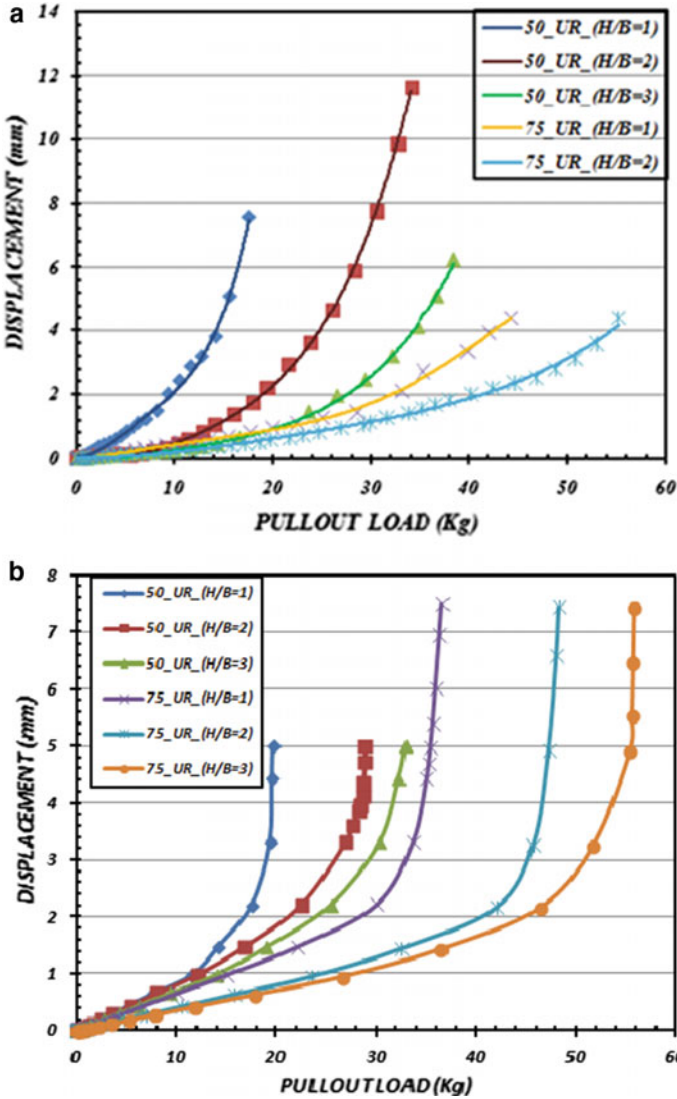 a
14
12
10
8
6
4
2
0
DISPLACEMENT (mm)
50_UR_(H/B=1)
50_UR_(H/B=2)
50_UR_(H/B=3)
75_UR_(H/B=1)
75_UR_(H/B=2)
0 10 20 30 40 50 60
PULLOUT LOAD (Kg)
b
8
7
6
5
4
3
2
1
0
DISPLACEMENT (mm)
50_UR_(H/B=1)
50_UR_(H/B=2)
50_UR_(H/B=3)
75_UR_(H/B=1)
75_UR_(H/B=2)
75_UR_(H/B=3)
0 10 20 30 40 50 60
PULLOUT LOAD (Kg)